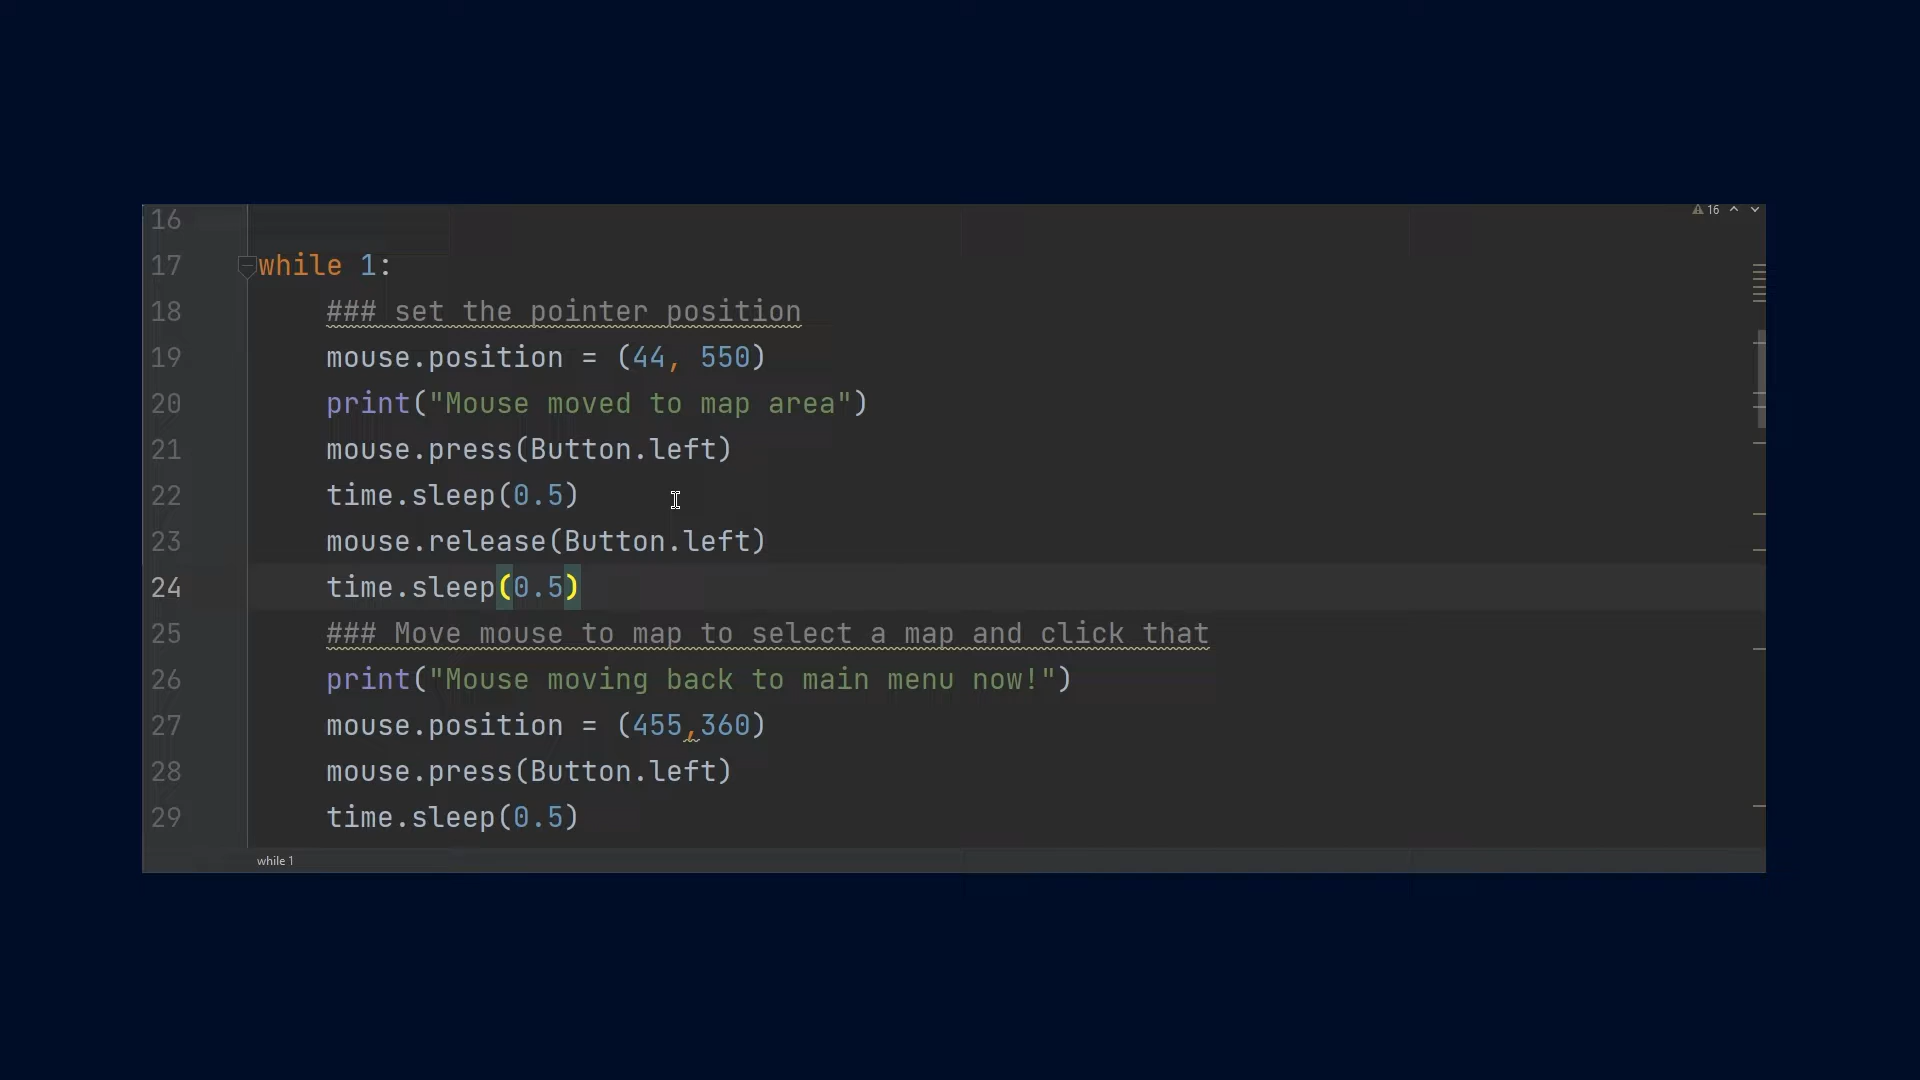 16
16
17 while 1:
18 ### set the pointer position
19 mouse.position = (44, 550)
20 print("Mouse moved to map area")
21 mouse.press(Button.left)
22 time.sleep(0.5)
23 mouse.release(Button.left)
24 time.sleep(0.5)
25 ### Move mouse to map to select a map and click that
26 print("Mouse moving back to main menu now!")
27 mouse.position = (455,360)
28 mouse.press(Button.left)
29 time.sleep(0.5)
while 1